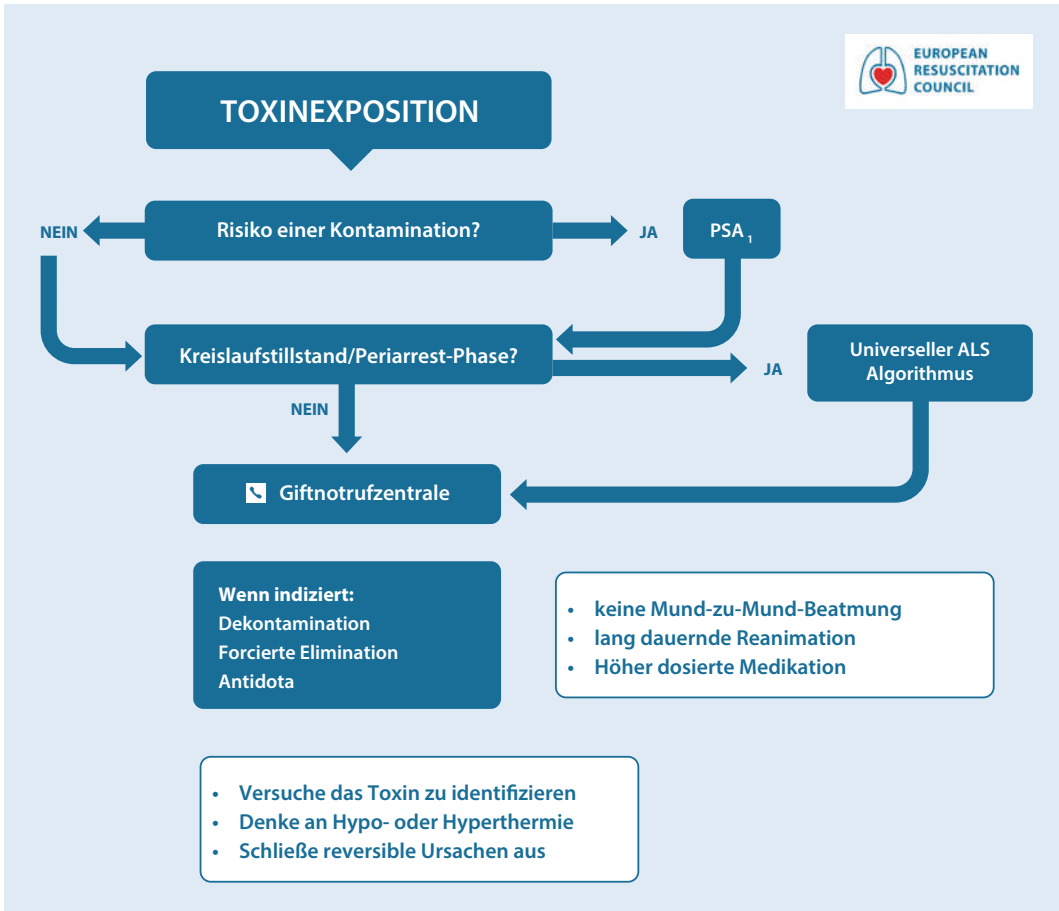 EUROPEAN
RESUSCITATION
COUNCIL
TOXINEXPOSITION
NEIN
Risiko einer Kontamination?
JA
PSA 1
Kreislaufstillstand/Periarrest-Phase?
JA
Universeller ALS
Algorithmus
NEIN
Giftnotrufzentrale
Wenn indiziert:
Dekontamination
Forcierte Elimination
Antidota
• keine Mund-zu-Mund-Beatmung
• lang dauernde Reanimation
• Höher dosierte Medikation
• Versuche das Toxin zu identifizieren
• Denke an Hypo- oder Hyperthermie
• Schließe reversible Ursachen aus